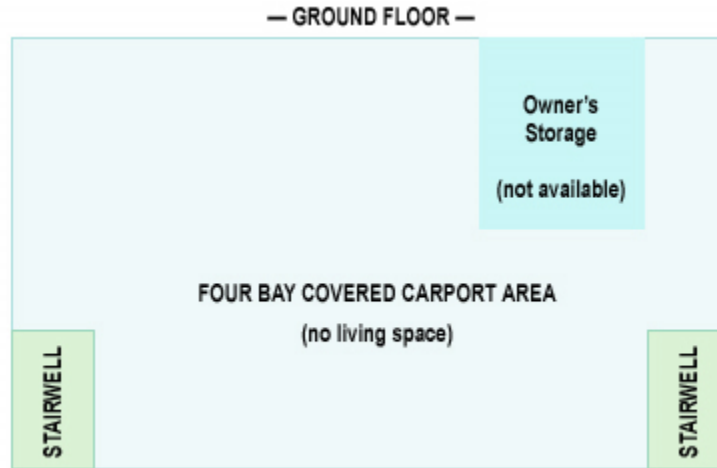 — GROUND FLOOR —
Owner's
Storage
(not available)
FOUR BAY COVERED CARPORT AREA
(no living space)
STAIRWELL
STAIRWELL